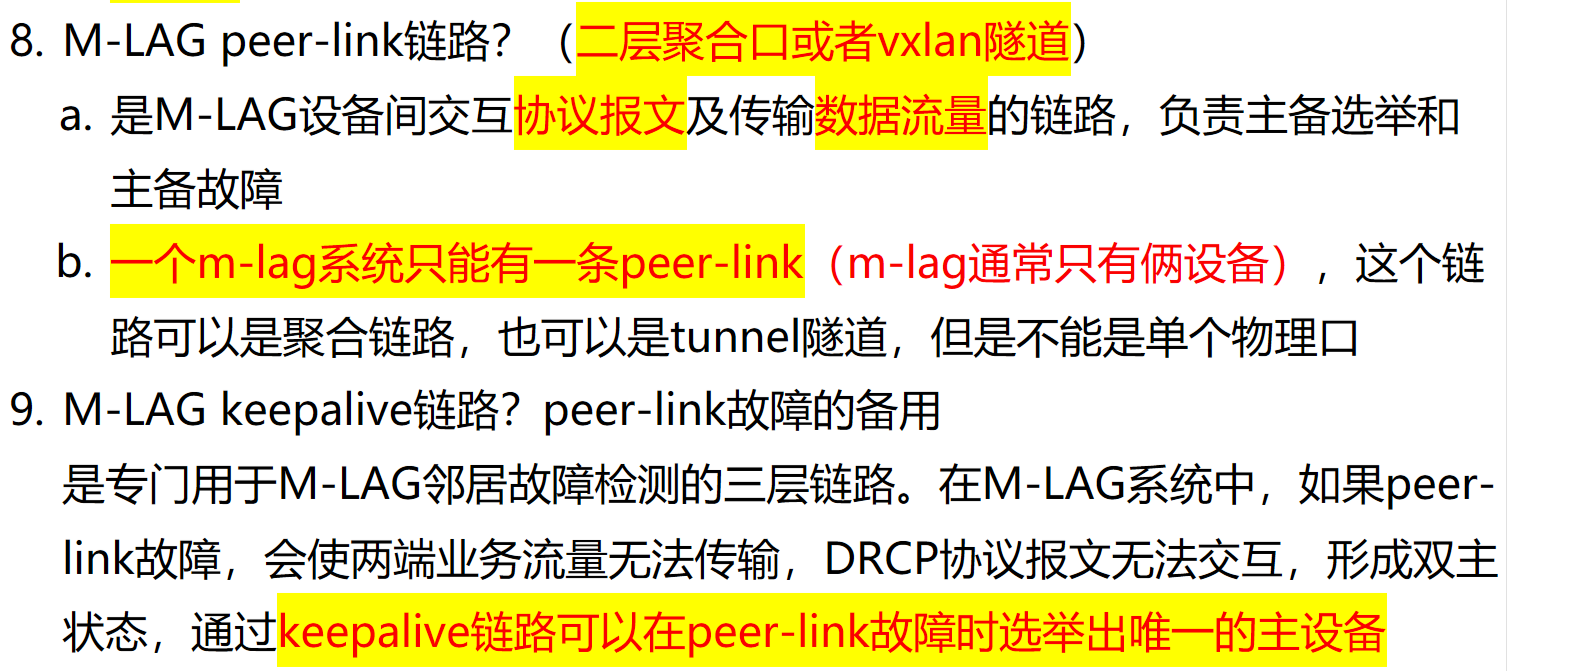 8. M-LAG peer-link链路？（二层聚合口或者vxlan隧道）
a. 是M-LAG设备间交互协议报文及传输数据流量的链路，负责主备选举和
主备故障
b. 一个m-lag系统只能有一条peer-link（m-lag通常只有俩设备），这个链
路可以是聚合链路，也可以是tunnel隧道，但是不能是单个物理口
9. M-LAG keepalive链路？peer-link故障的备用
是专门用于M-LAG邻居故障检测的三层链路。在M-LAG系统中，如果peer-
link故障，会使两端业务流量无法传输，DRCP协议报文无法交互，形成双主
状态，通过keepalive链路可以在peer-link故障时选举出唯一的主设备